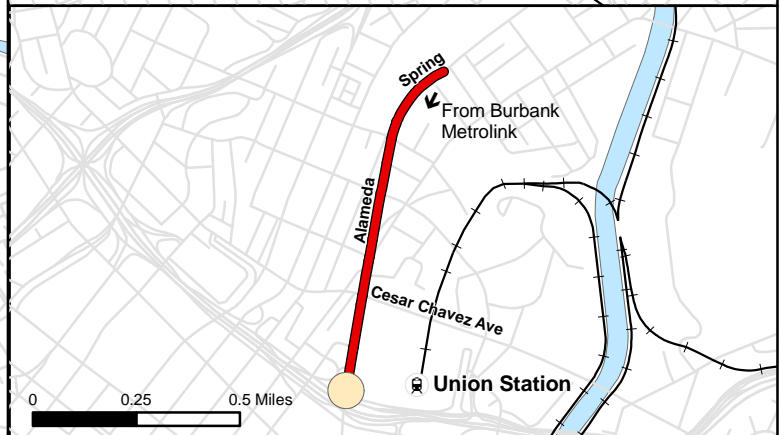 Spring
From Burbank
Metrolink
Alameda
Cesar Chavez Ave
Union Station
0 0.25 0.5 Miles